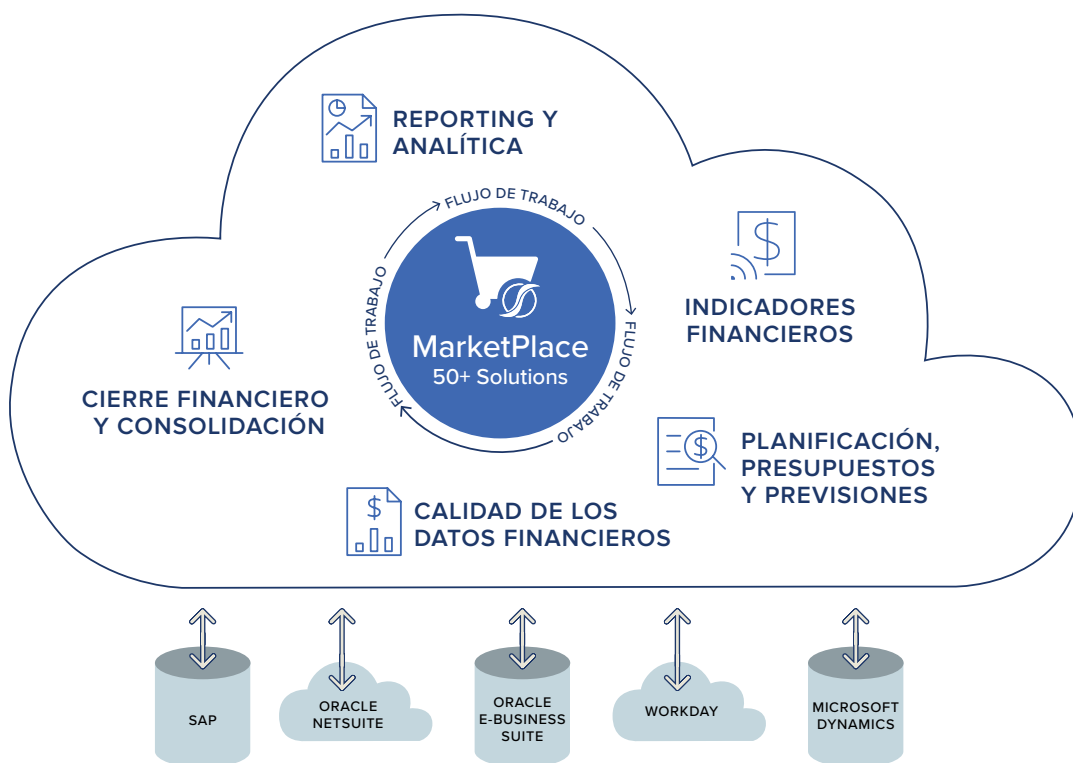 REPORTING Y
ANALÍTICA
FLUJO DE TRABAJO
FLUJO DE TRABAJO
FLUJO DE TRABAJO
MarketPlace
50+ Solutions
INDICADORES
FINANCIEROS
CIERRE FINANCIERO
Y CONSOLIDACIÓN
PLANIFICACIÓN,
PRESUPUESTOS
Y PREVISIONES
CALIDAD DE LOS
DATOS FINANCIEROS
SAP
ORACLE
NETSUITE
ORACLE
E-BUSINESS
SUITE
WORKDAY
MICROSOFT
DYNAMICS